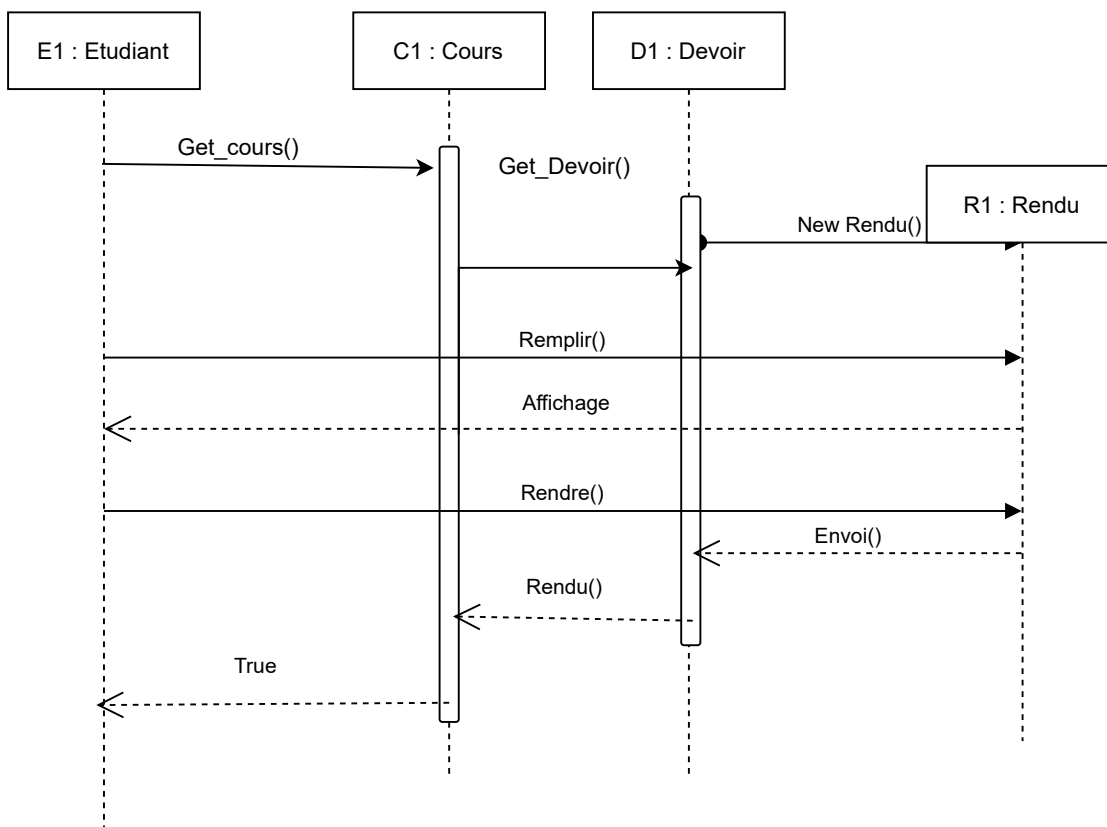 E1 : Etudiant
C1 : Cours
D1 : Devoir
Get_cours()
Get_Devoir()
R1 : Rendu
New Rendu()
Remplir()
Affichage
Rendre()
Envoi()
Rendu()
True